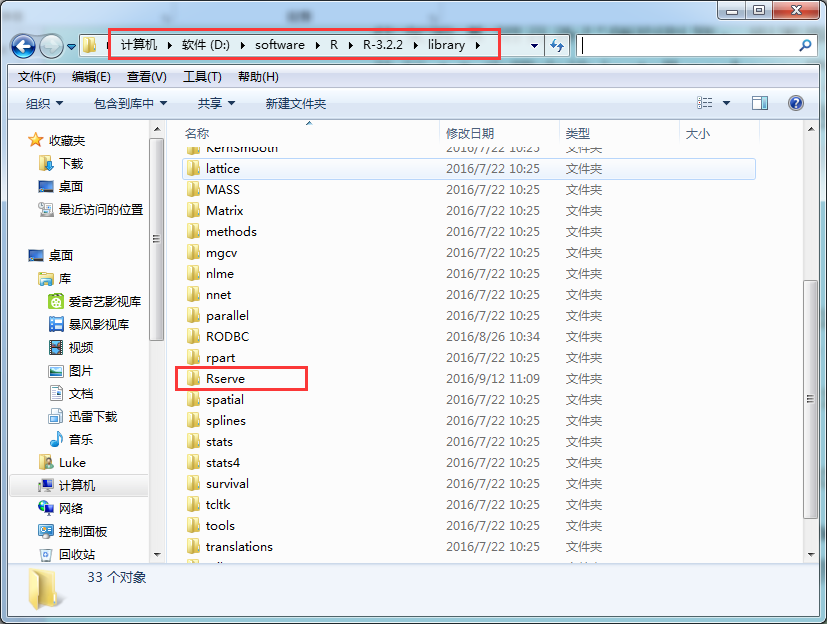 计算机 ▸ 软件 (D:) ▸ software ▸ R ▸ R-3.2.2 ▸ library ▸
文件(F) 编辑(E) 查看(V) 工具(T) 帮助(H)
组织 包含到库中 共享 新建文件夹
收藏夹
下载
桌面
最近访问的位置
桌面
库
爱奇艺影视库
暴风影视库
视频
图片
文档
迅雷下载
音乐
Luke
计算机
网络
控制面板
回收站
名称 修改日期 类型 大小
KernSmooth 2016/7/22 10:25 文件夹
lattice 2016/7/22 10:25 文件夹
MASS 2016/7/22 10:25 文件夹
Matrix 2016/7/22 10:25 文件夹
methods 2016/7/22 10:25 文件夹
mgcv 2016/7/22 10:25 文件夹
nlme 2016/7/22 10:25 文件夹
nnet 2016/7/22 10:25 文件夹
parallel 2016/7/22 10:25 文件夹
RODBC 2016/8/26 10:34 文件夹
rpart 2016/7/22 10:25 文件夹
Rserve 2016/9/12 11:09 文件夹
spatial 2016/7/22 10:25 文件夹
splines 2016/7/22 10:25 文件夹
stats 2016/7/22 10:25 文件夹
stats4 2016/7/22 10:25 文件夹
survival 2016/7/22 10:25 文件夹
tcltk 2016/7/22 10:25 文件夹
tools 2016/7/22 10:25 文件夹
translations 2016/7/22 10:25 文件夹
33 个对象